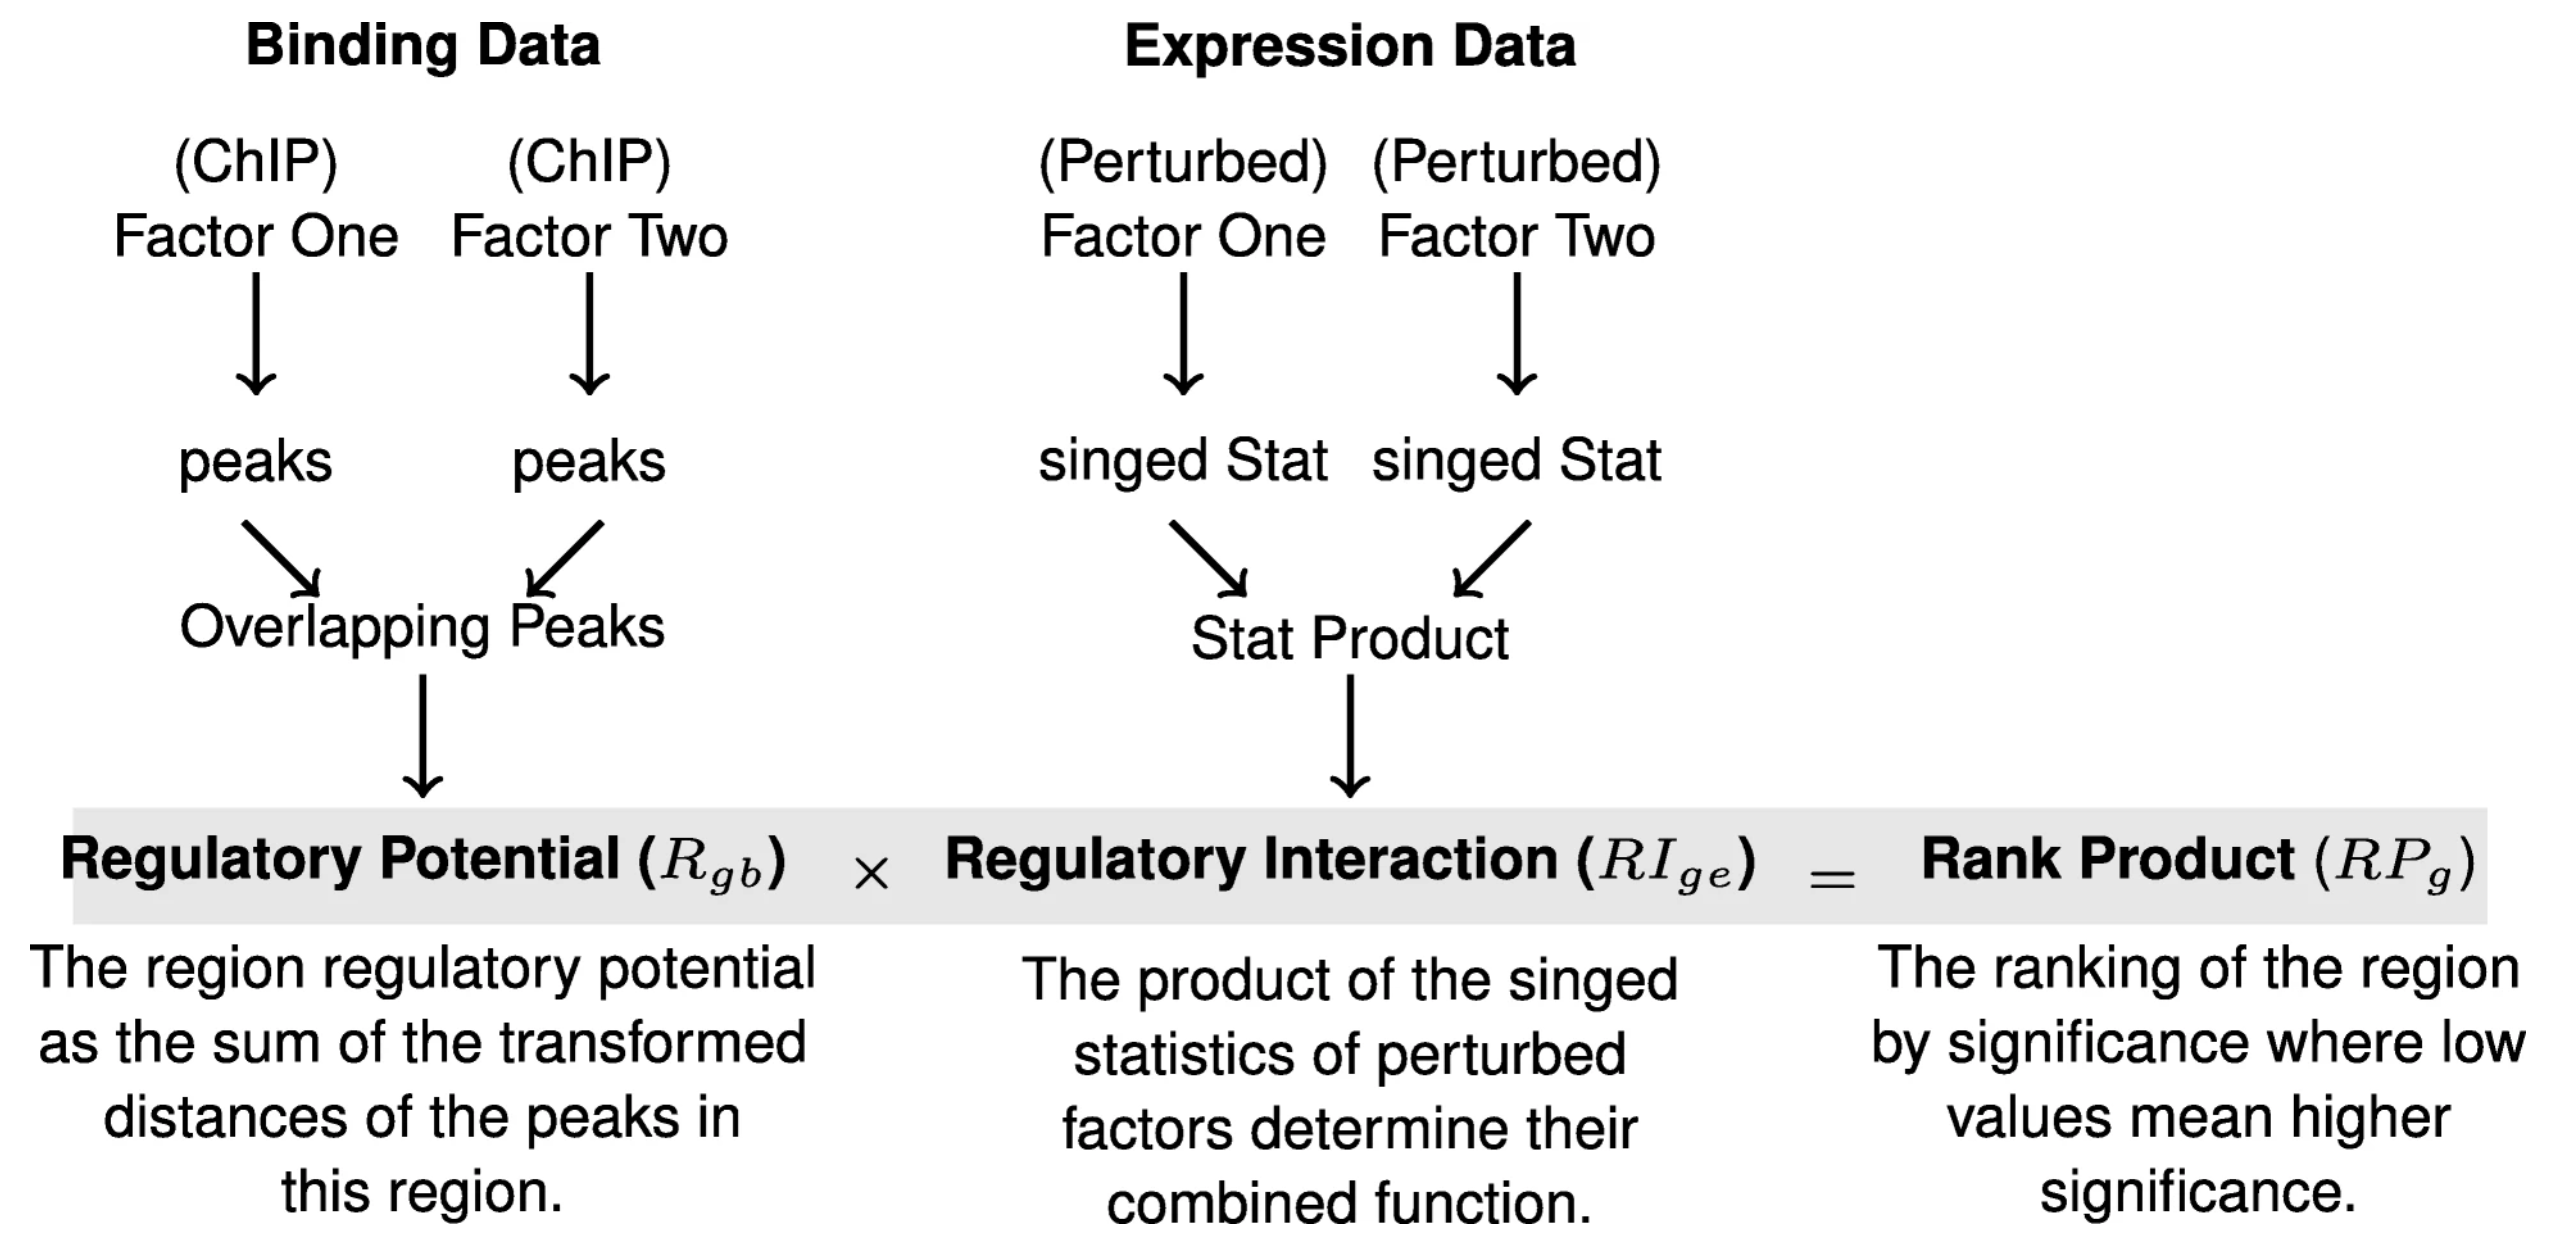 Binding Data
Expression Data
(ChIP)
(ChIP)
(Perturbed)
(Perturbed)
Factor One
Factor Two
Factor One
Factor Two
peaks
peaks
singed Stat
singed Stat
Overlapping Peaks
Stat Product
Regulatory Potential (R_{gb}) × Regulatory Interaction (RI_{ge}) = Rank Product (RP_g)
The region regulatory potential
as the sum of the transformed
distances of the peaks in
this region.
The product of the singed
statistics of perturbed
factors determine their
combined function.
The ranking of the region
by significance where low
values mean higher
significance.